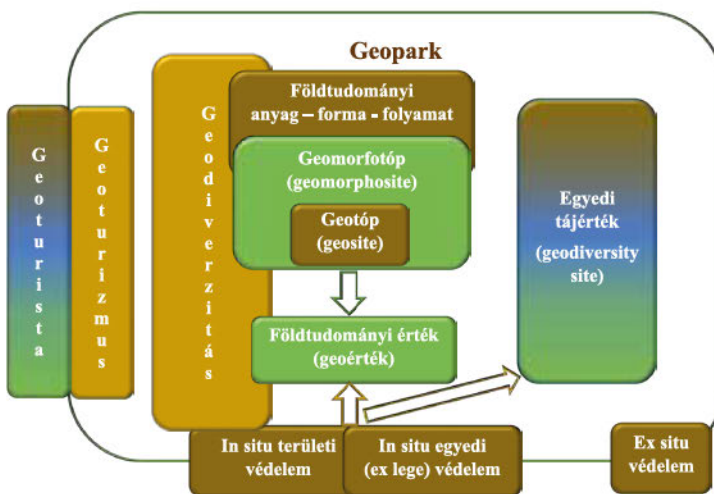 Geopark
Geoturista
Geoturizmus
Geodiverzitás
Földtudományi
anyag – forma - folyamat
Geomorfotóp
(geomorphosite)
Geotóp
(geosite)
Földtudományi érték
(geoérték)
Egyedi
tájérték
(geodiversity
site)
In situ területi
védelem
In situ egyedi
(ex lege) védelem
Ex situ
védelem